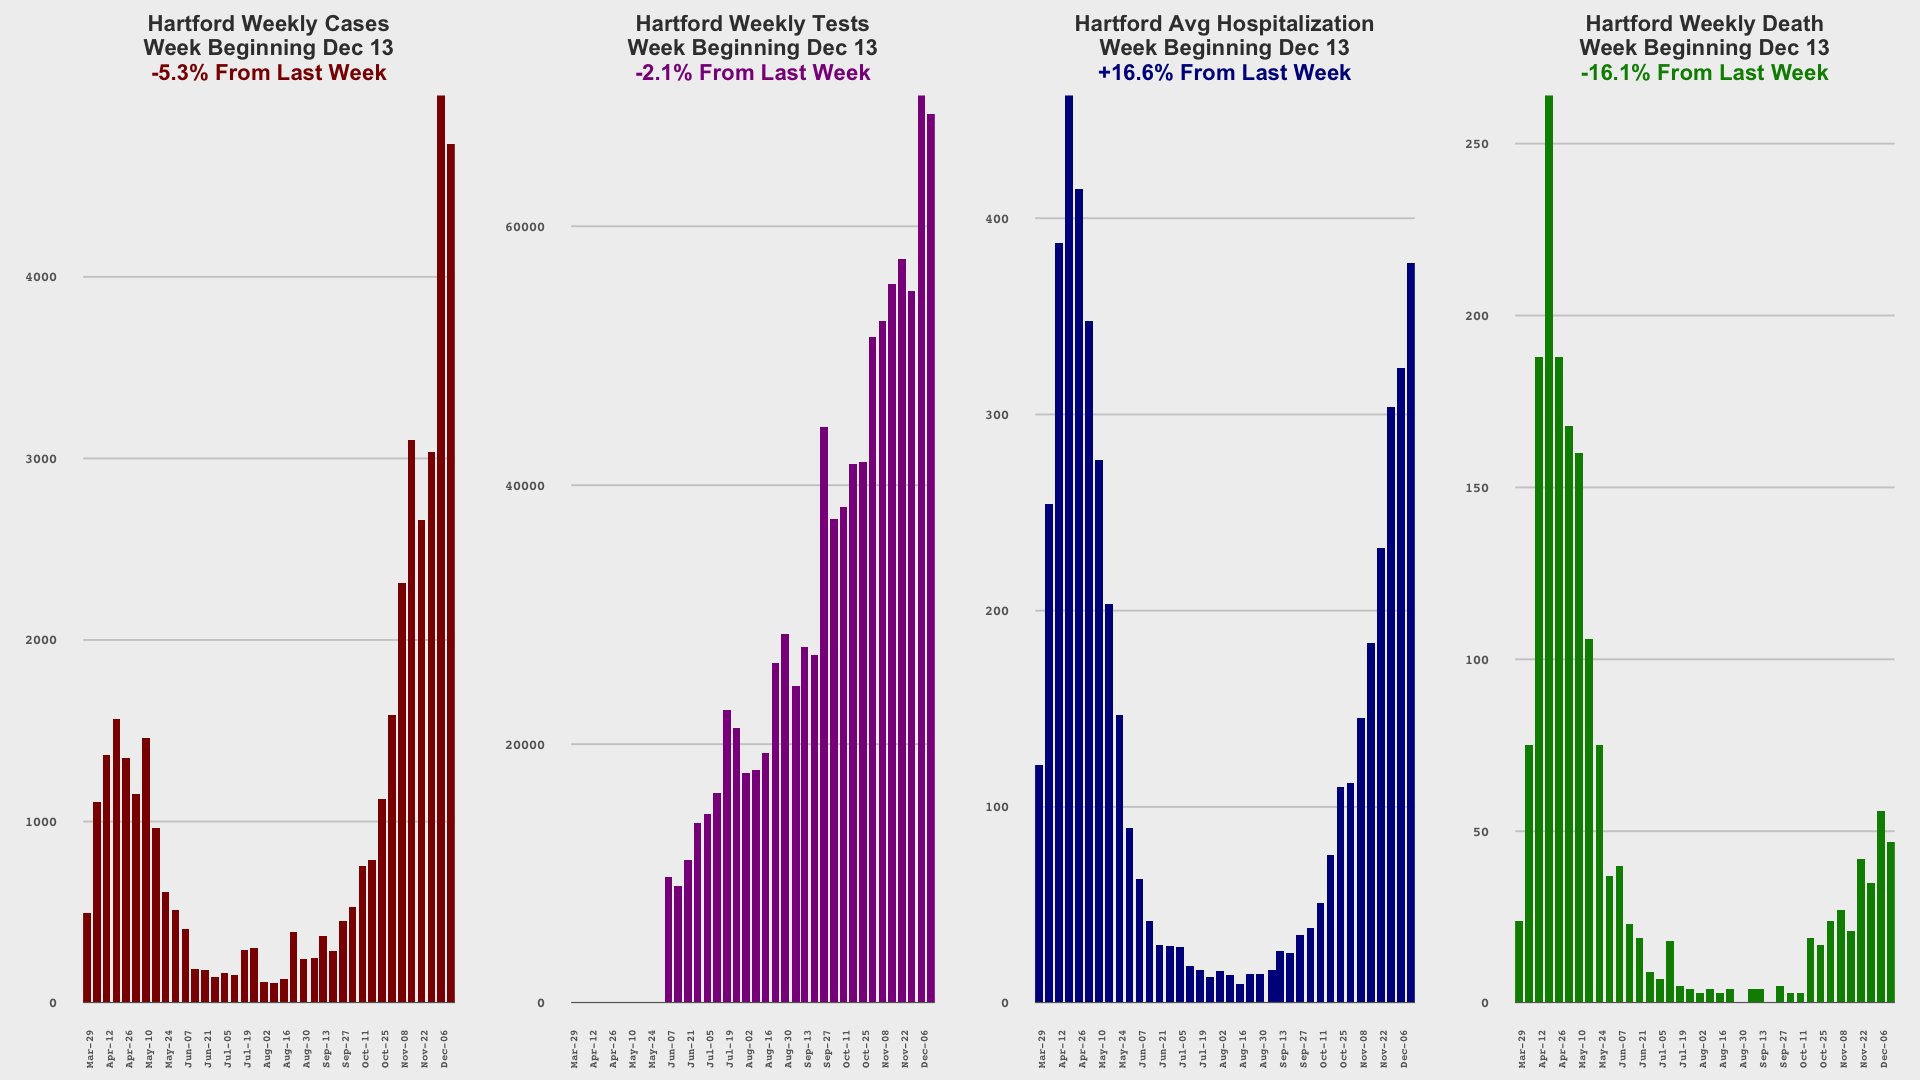 Hartford Weekly Cases
Week Beginning Dec 13
-5.3% From Last Week
4000
3000
2000
1000
0
Mar-29
Apr-12
Apr-26
May-10
May-24
Jun-07
Jun-21
Jul-05
Jul-19
Aug-02
Aug-16
Aug-30
Sep-13
Sep-27
Oct-11
Oct-25
Nov-08
Nov-22
Dec-06
Hartford Weekly Tests
Week Beginning Dec 13
-2.1% From Last Week
60000
40000
20000
0
Mar-29
Apr-12
Apr-26
May-10
May-24
Jun-07
Jun-21
Jul-05
Jul-19
Aug-02
Aug-16
Aug-30
Sep-13
Sep-27
Oct-11
Oct-25
Nov-08
Nov-22
Dec-06
Hartford Avg Hospitalization
Week Beginning Dec 13
+16.6% From Last Week
400
300
200
100
0
Mar-29
Apr-12
Apr-26
May-10
May-24
Jun-07
Jun-21
Jul-05
Jul-19
Aug-02
Aug-16
Aug-30
Sep-13
Sep-27
Oct-11
Oct-25
Nov-08
Nov-22
Dec-06
Hartford Weekly Death
Week Beginning Dec 13
-16.1% From Last Week
250
200
150
100
50
0
Mar-29
Apr-12
Apr-26
May-10
May-24
Jun-07
Jun-21
Jul-05
Jul-19
Aug-02
Aug-16
Aug-30
Sep-13
Sep-27
Oct-11
Oct-25
Nov-08
Nov-22
Dec-06